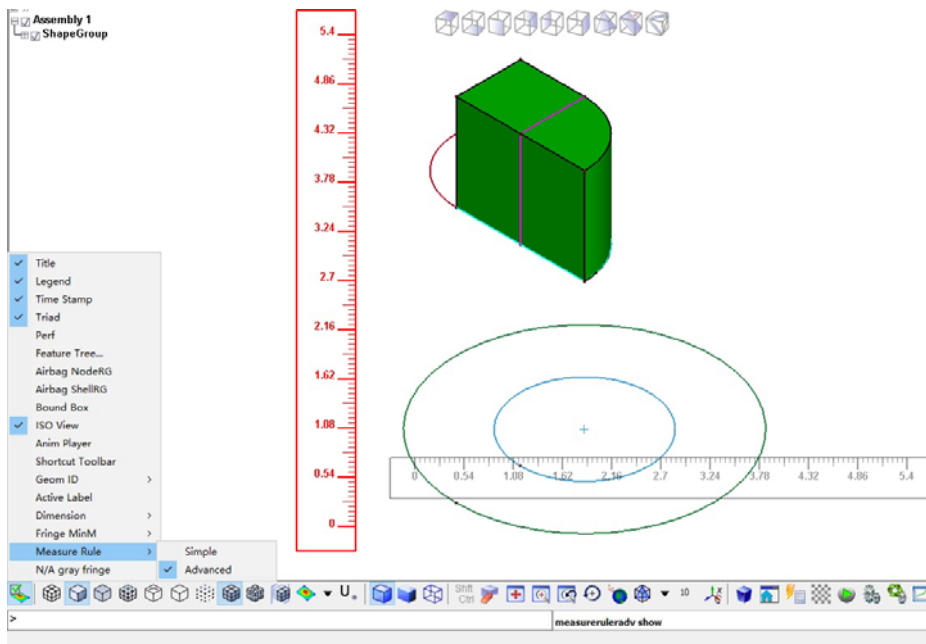 Assembly 1
ShapeGroup
5.4
4.86
4.32
3.78
3.24
2.7
2.16
1.62
1.08
0.54
0
0 0.54 1.08 1.62 2.16 2.7 3.24 3.78 4.32 4.86 5.4
Title
Legend
Time Stamp
Triad
Perf
Feature Tree...
Airbag NodeRG
Airbag ShellRG
Bound Box
ISO View
Anim Player
Shortcut Toolbar
Geom ID
Active Label
Dimension
Fringe MinM
Measure Rule
N/A gray fringe
Simple
Advanced
U
Shft
Ctrl
10
>
measureruleradv show